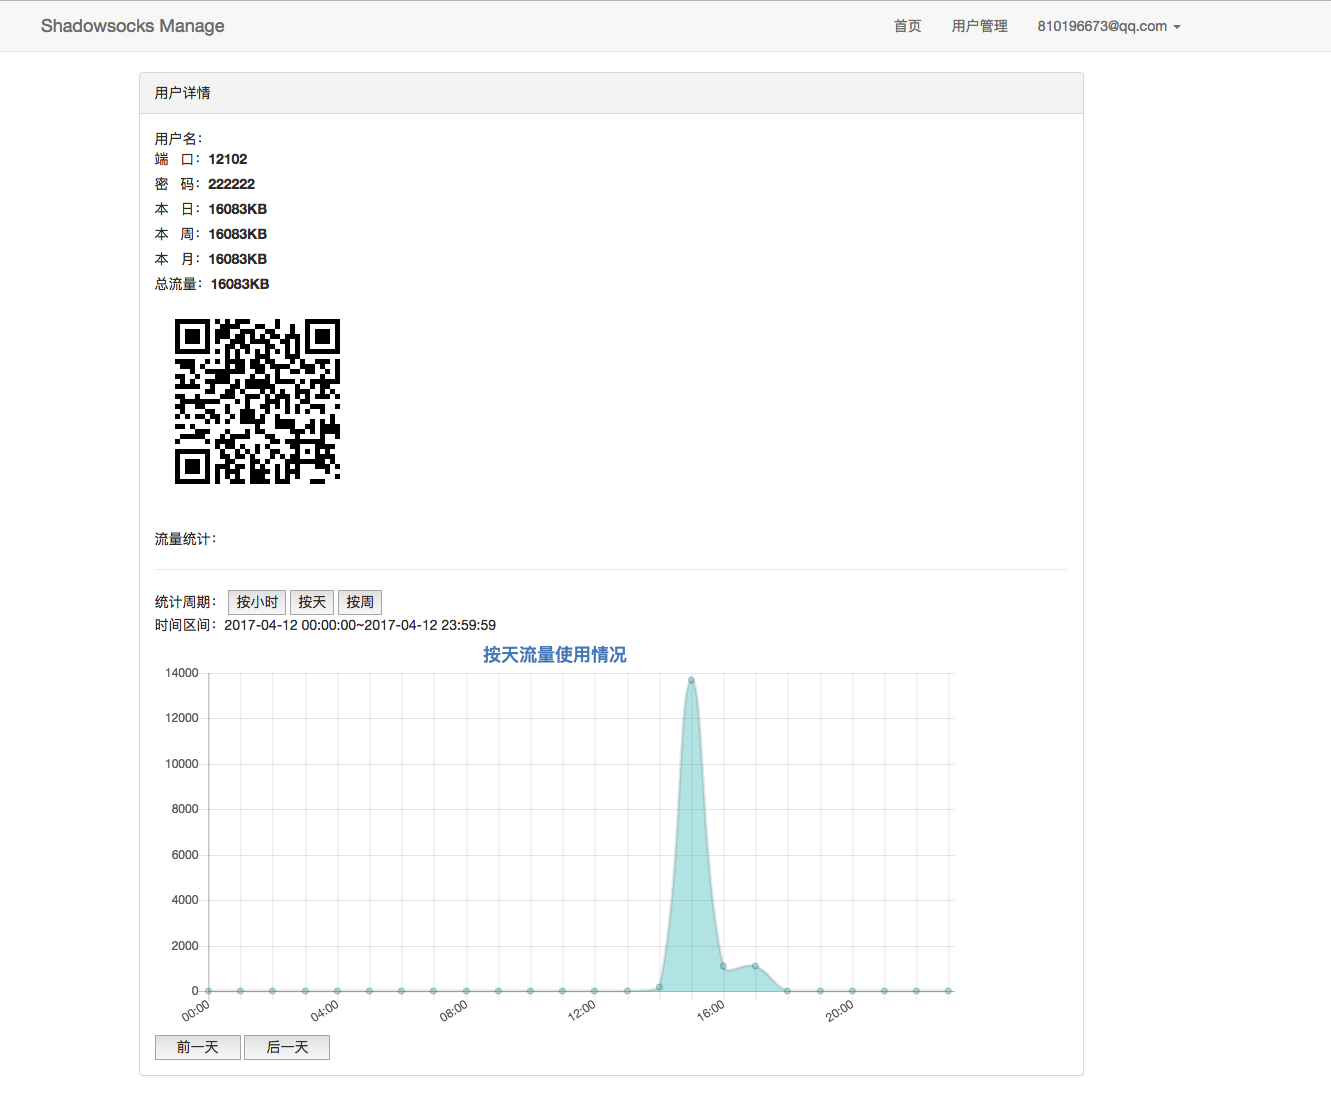 Shadowsocks Manage 首页 用户管理 810196673@qq.com
用户详情
用户名：
端 口：12102
密 码：222222
本 日：16083KB
本 周：16083KB
本 月：16083KB
总流量：16083KB
流量统计：
统计周期： 按小时 按天 按周
时间区间：2017-04-12 00:00:00~2017-04-12 23:59:59
按天流量使用情况
14000
12000
10000
8000
6000
4000
2000
0
00:00 04:00 08:00 12:00 16:00 20:00
前一天 后一天